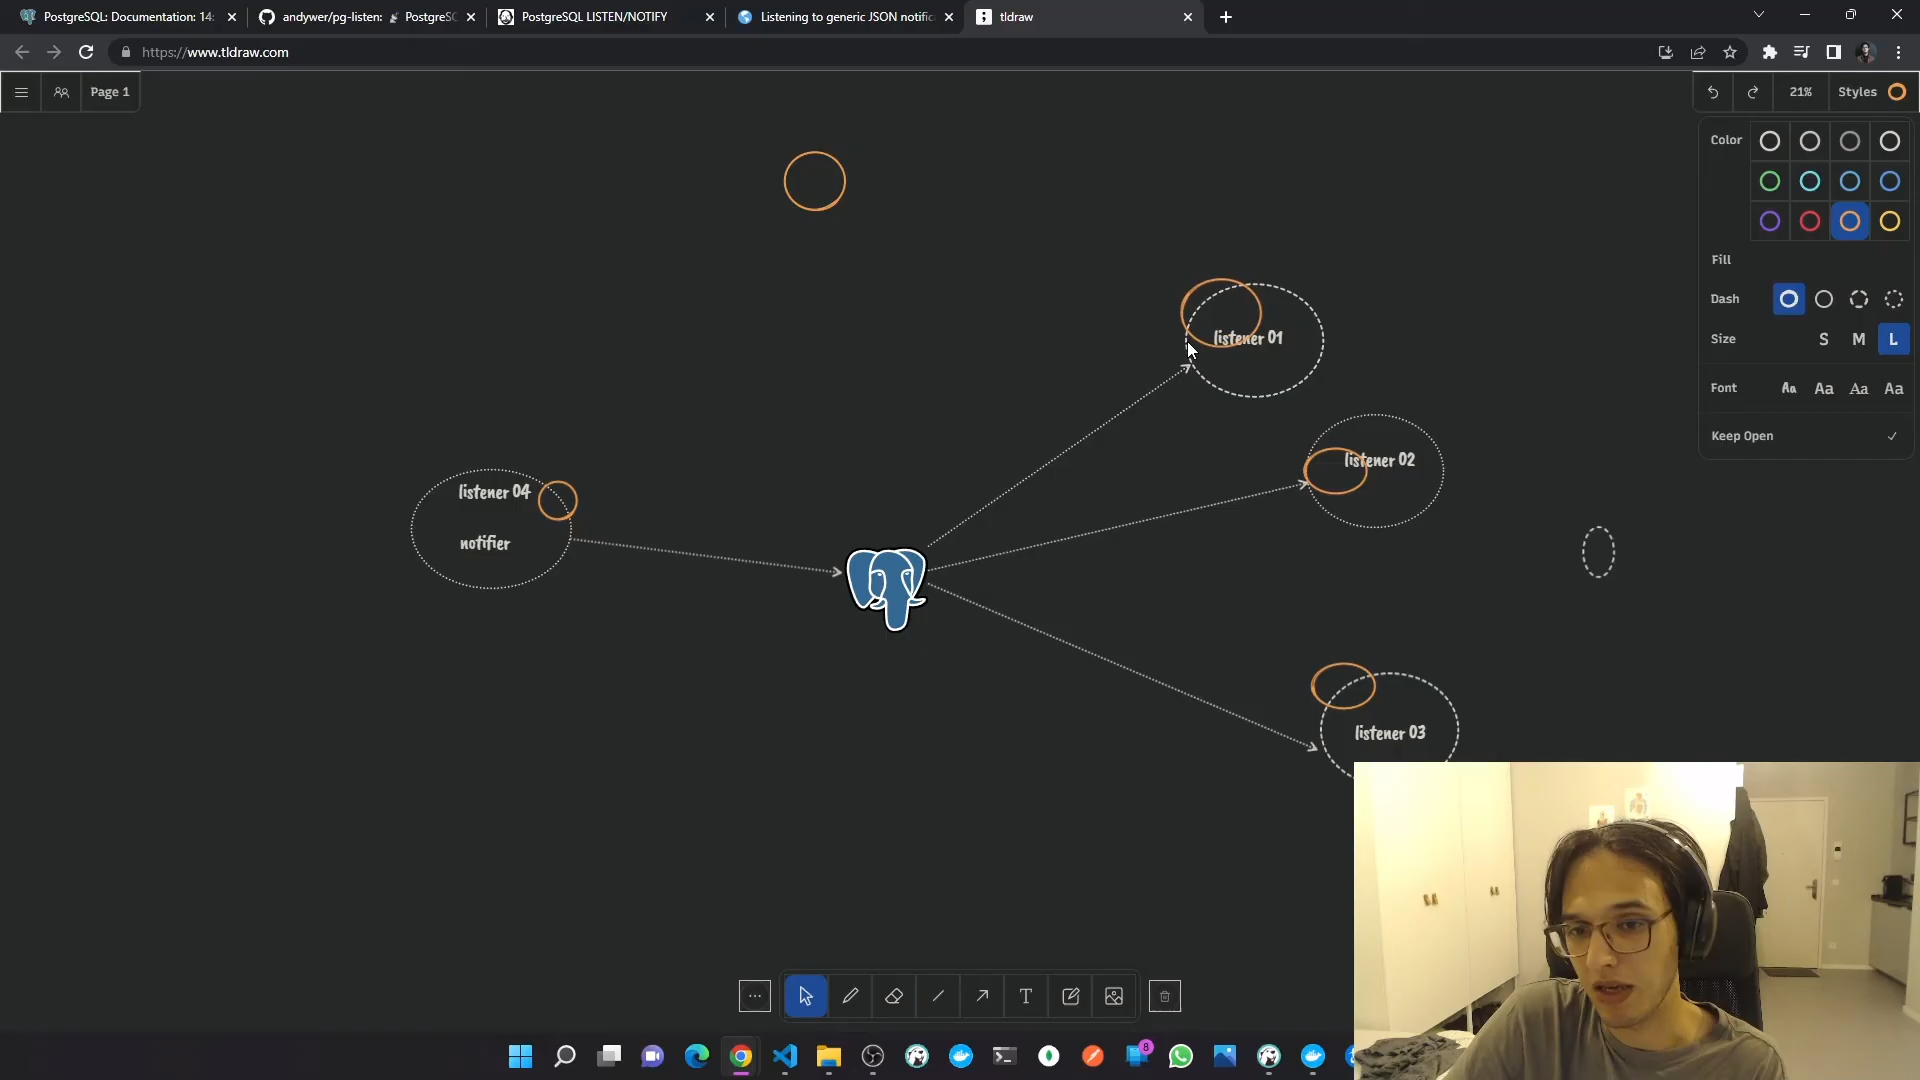 PostgreSQL: Documentation: 14:
andywer/pg-listen: PostgreSC
PostgreSQL LISTEN/NOTIFY
Listening to generic JSON notific
tldraw
https://www.tldraw.com
Page 1
21%
Styles
Color
Fill
Dash
Size
S
M
L
Font
Aa
Aa
Aa
Aa
Keep Open
listener 01
listener 02
listener 04
notifier
listener 03
T
8